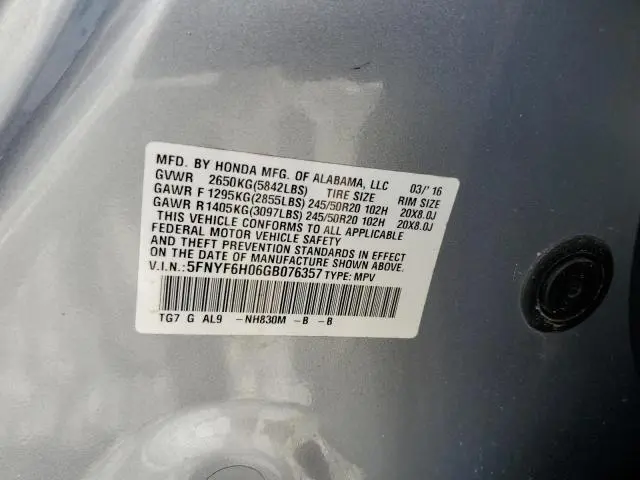 MFD. BY HONDA MFG. OF ALABAMA, LLC 03/'16
GVWR 2650KG(5842LBS) TIRE SIZE RIM SIZE
GAWR F 1295KG(2855LBS) 245/50R20 102H 20X8.0J
GAWR R 1405KG(3097LBS) 245/50R20 102H 20X8.0J
THIS VEHICLE CONFORMS TO ALL APPLICABLE
FEDERAL MOTOR VEHICLE SAFETY
AND THEFT PREVENTION STANDARDS IN EFFECT
ON THE DATE OF MANUFACTURE SHOWN ABOVE.
V.I.N.: 5FNYF6H06GB076357 TYPE: MPV
TG7 G AL9 -NH830M -B -B